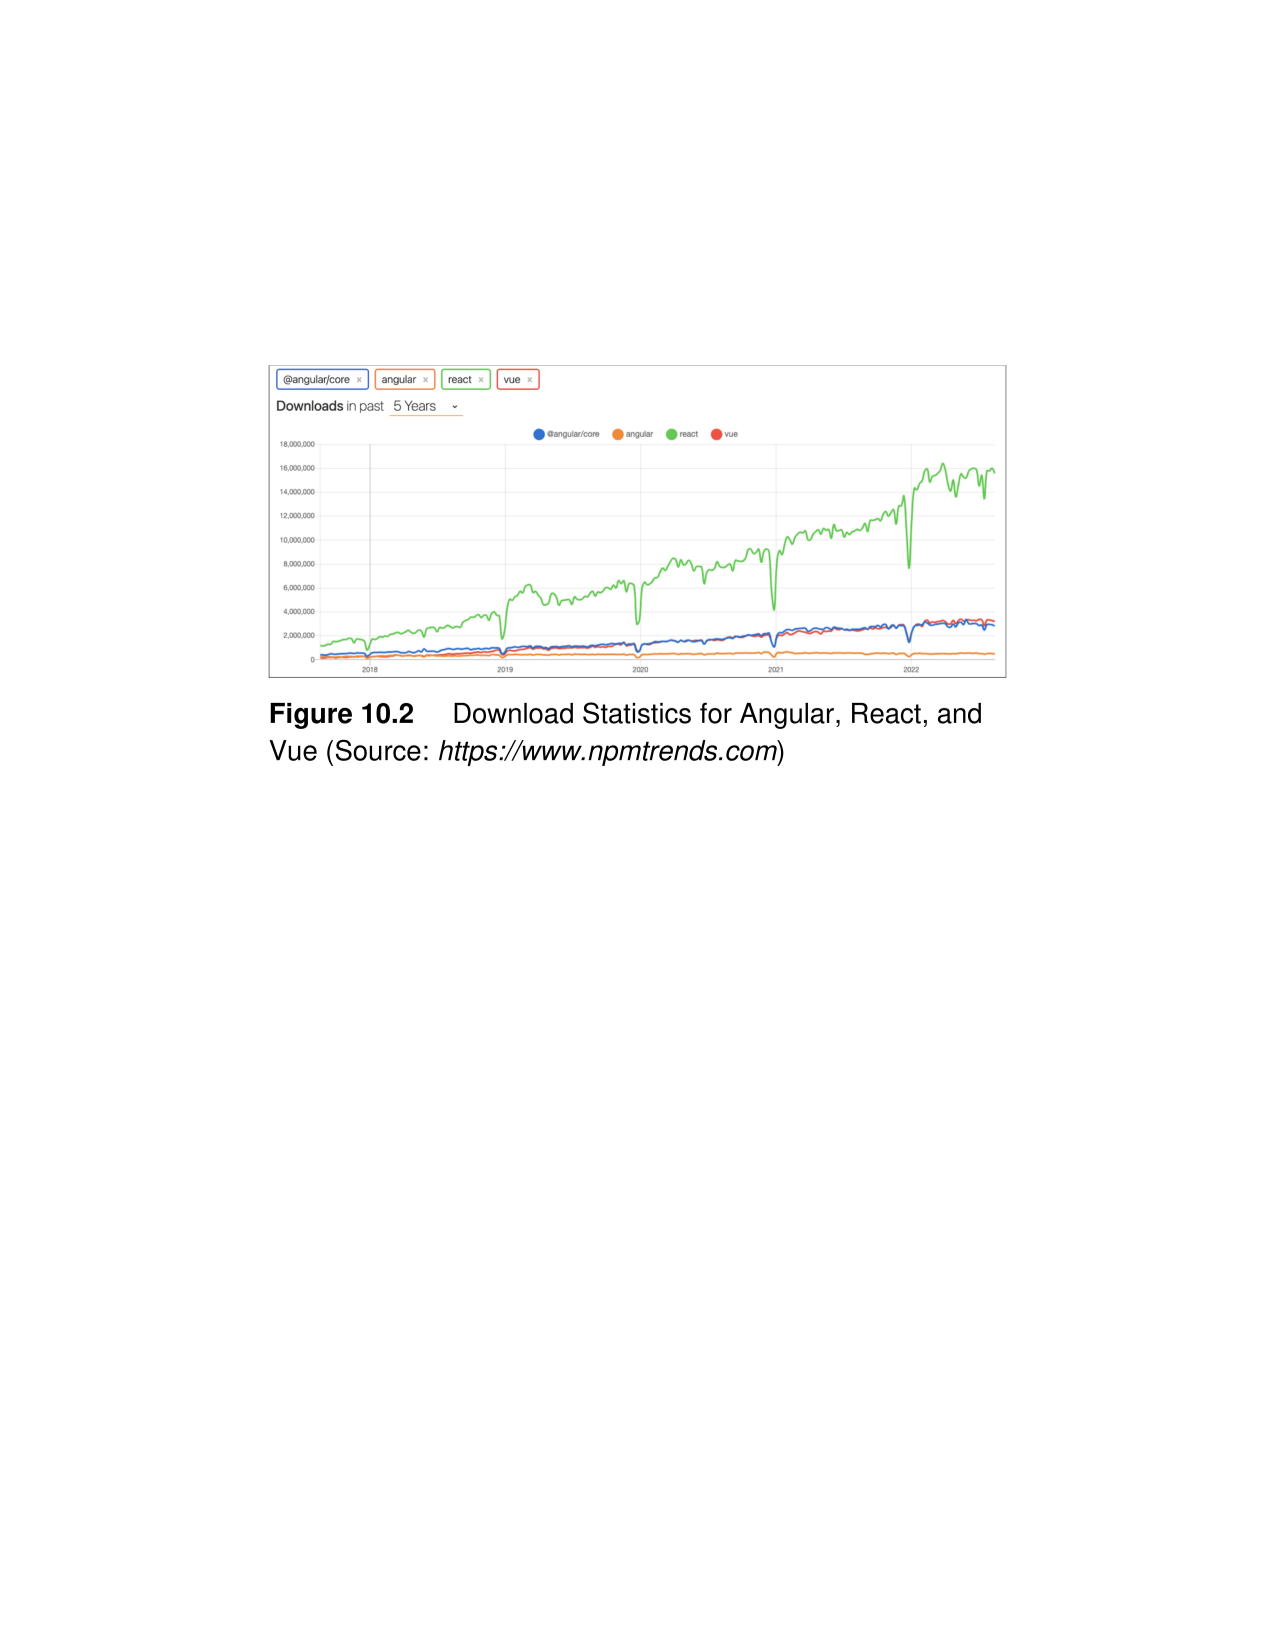 @angular/core × angular × react × vue ×
Downloads in past 5 Years
@angular/core angular react vue
18,000,000
16,000,000
14,000,000
12,000,000
10,000,000
8,000,000
6,000,000
4,000,000
2,000,000
0
2018 2019 2020 2021 2022
Figure 10.2 Download Statistics for Angular, React, and
Vue (Source: https://www.npmtrends.com)